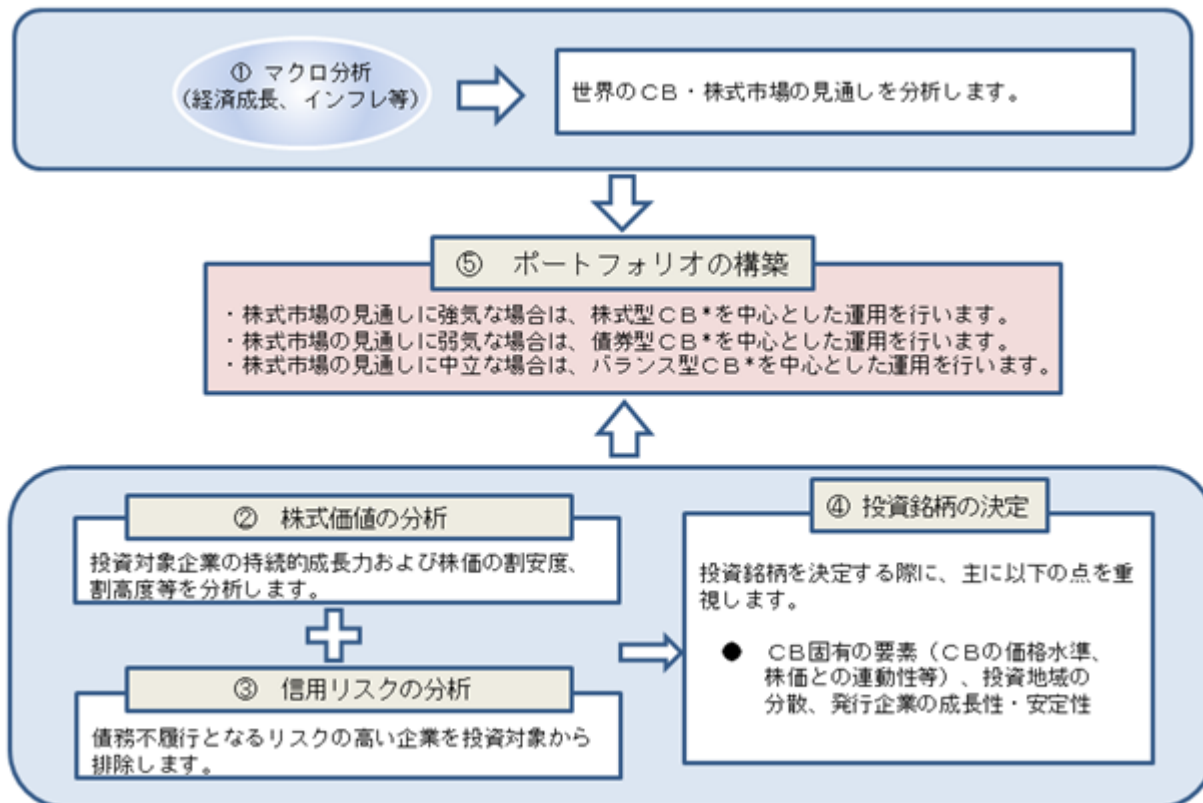 ① マクロ分析
（経済成長、インフレ等）
世界のＣＢ・株式市場の見通しを分析します。
⑤　ポートフォリオの構築
・株式市場の見通しに強気な場合は、株式型ＣＢ*を中心とした運用を行います。
・株式市場の見通しに弱気な場合は、債券型ＣＢ*を中心とした運用を行います。
・株式市場の見通しに中立な場合は、バランス型ＣＢ*を中心とした運用を行います。
②　株式価値の分析
投資対象企業の持続的成長力および株価の割安度、
割高度等を分析します。
③　信用リスクの分析
債務不履行となるリスクの高い企業を投資対象から
排除します。
④ 投資銘柄の決定
投資銘柄を決定する際に、主に以下の点を重
視します。
●　ＣＢ固有の要素（ＣＢの価格水準、
株価との連動性等）、投資地域の
分散、発行企業の成長性・安定性